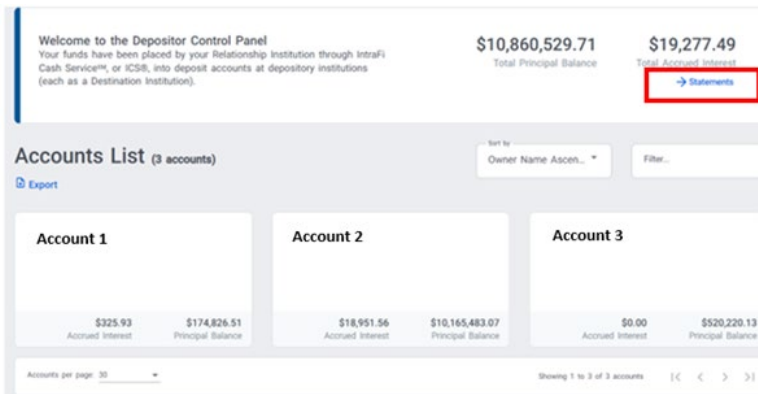 Welcome to the Depositor Control Panel
Your funds have been placed by your Relationship Institution through IntraFi
Cash Service℠, or ICS®, into deposit accounts at depository institutions
(each as a Destination Institution).
$10,860,529.71
Total Principal Balance
$19,277.49
Total Accrued Interest
→ Statements
Accounts List (3 accounts)
Export
Sort by
Owner Name Ascen...
Filter...
Account 1
$325.93
Accrued Interest
$174,826.51
Principal Balance
Account 2
$18,951.56
Accrued Interest
$10,165,483.07
Principal Balance
Account 3
$0.00
Accrued Interest
$520,220.13
Principal Balance
Accounts per page: 30
Showing 1 to 3 of 3 accounts